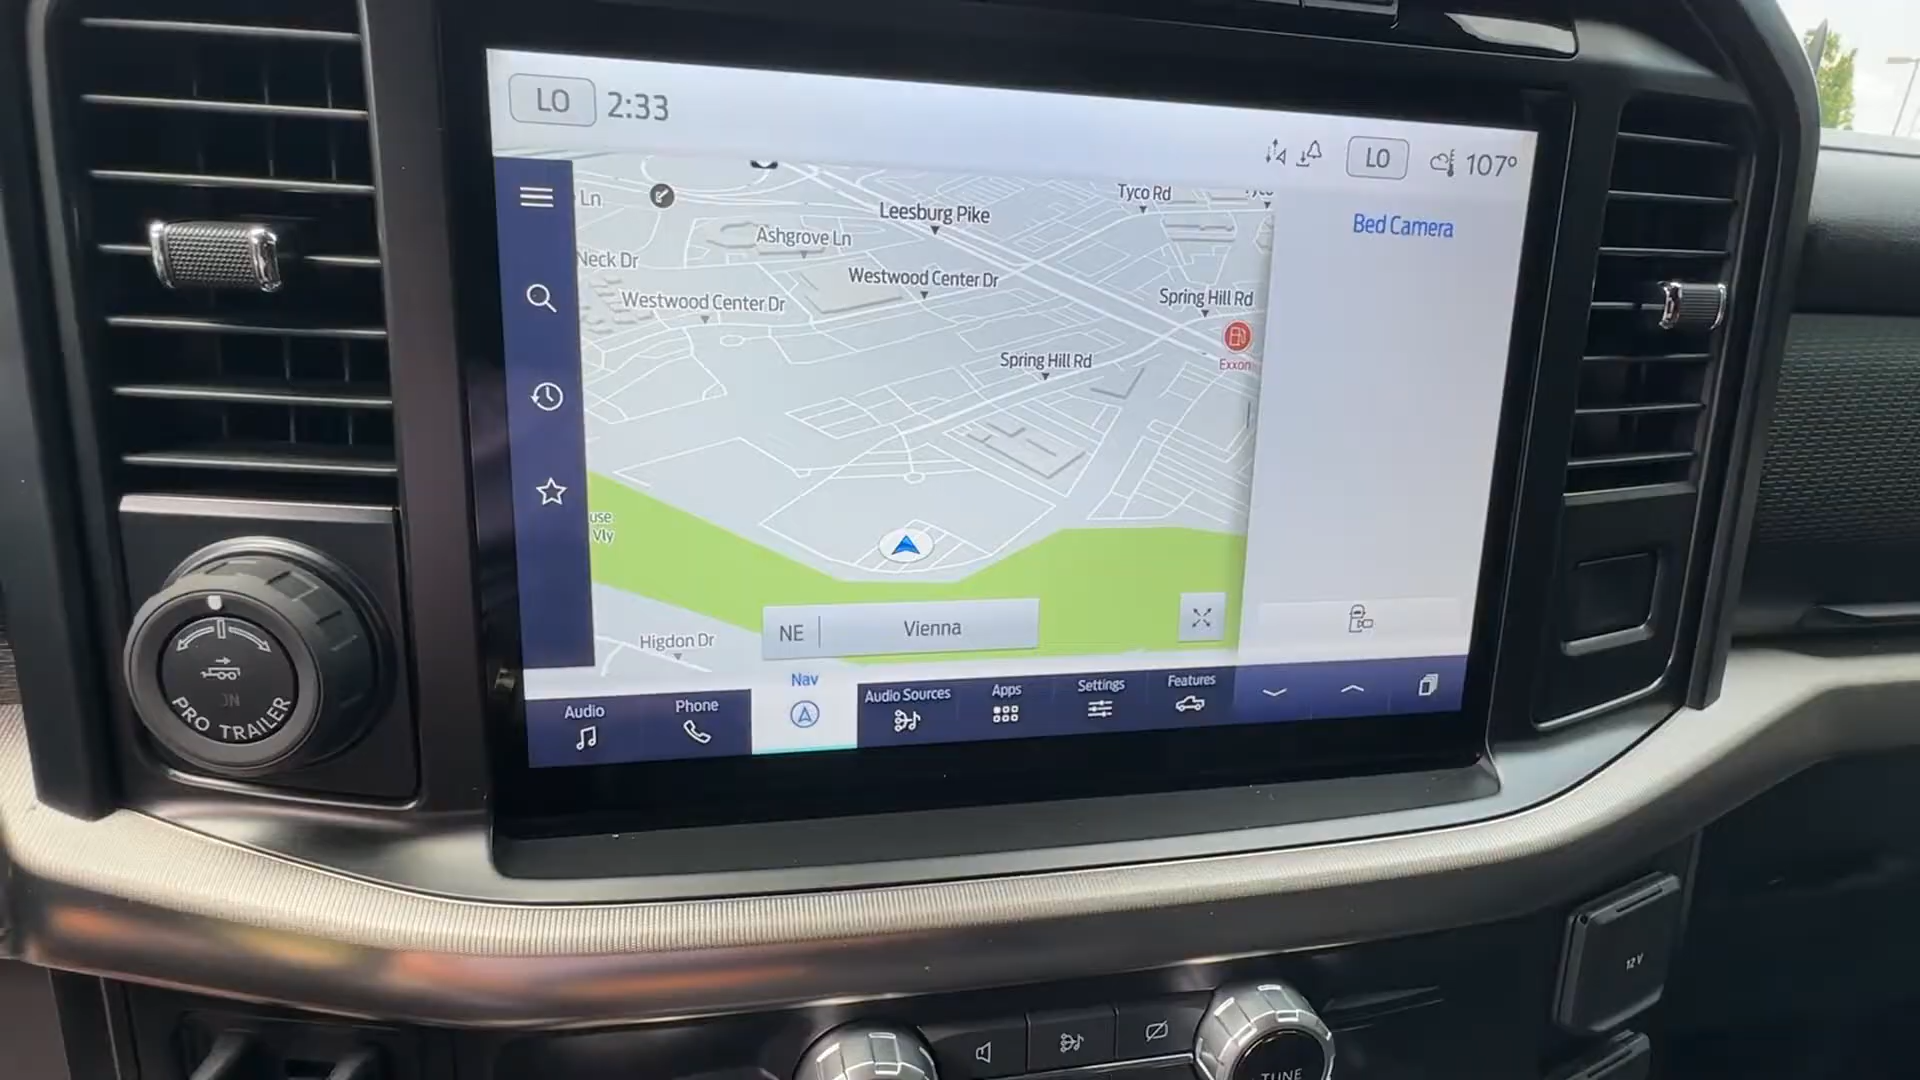 LO 2:33
LO 107°
Ln
Leesburg Pike
Tyco Rd
Ashgrove Ln
Neck Dr
Westwood Center Dr
Westwood Center Dr
Spring Hill Rd
Exxon
Spring Hill Rd
use
Vly
Higdon Dr
NE Vienna
Bed Camera
Audio
Phone
Nav
Audio Sources
Apps
Settings
Features
PRO TRAILER
12V
TUNE